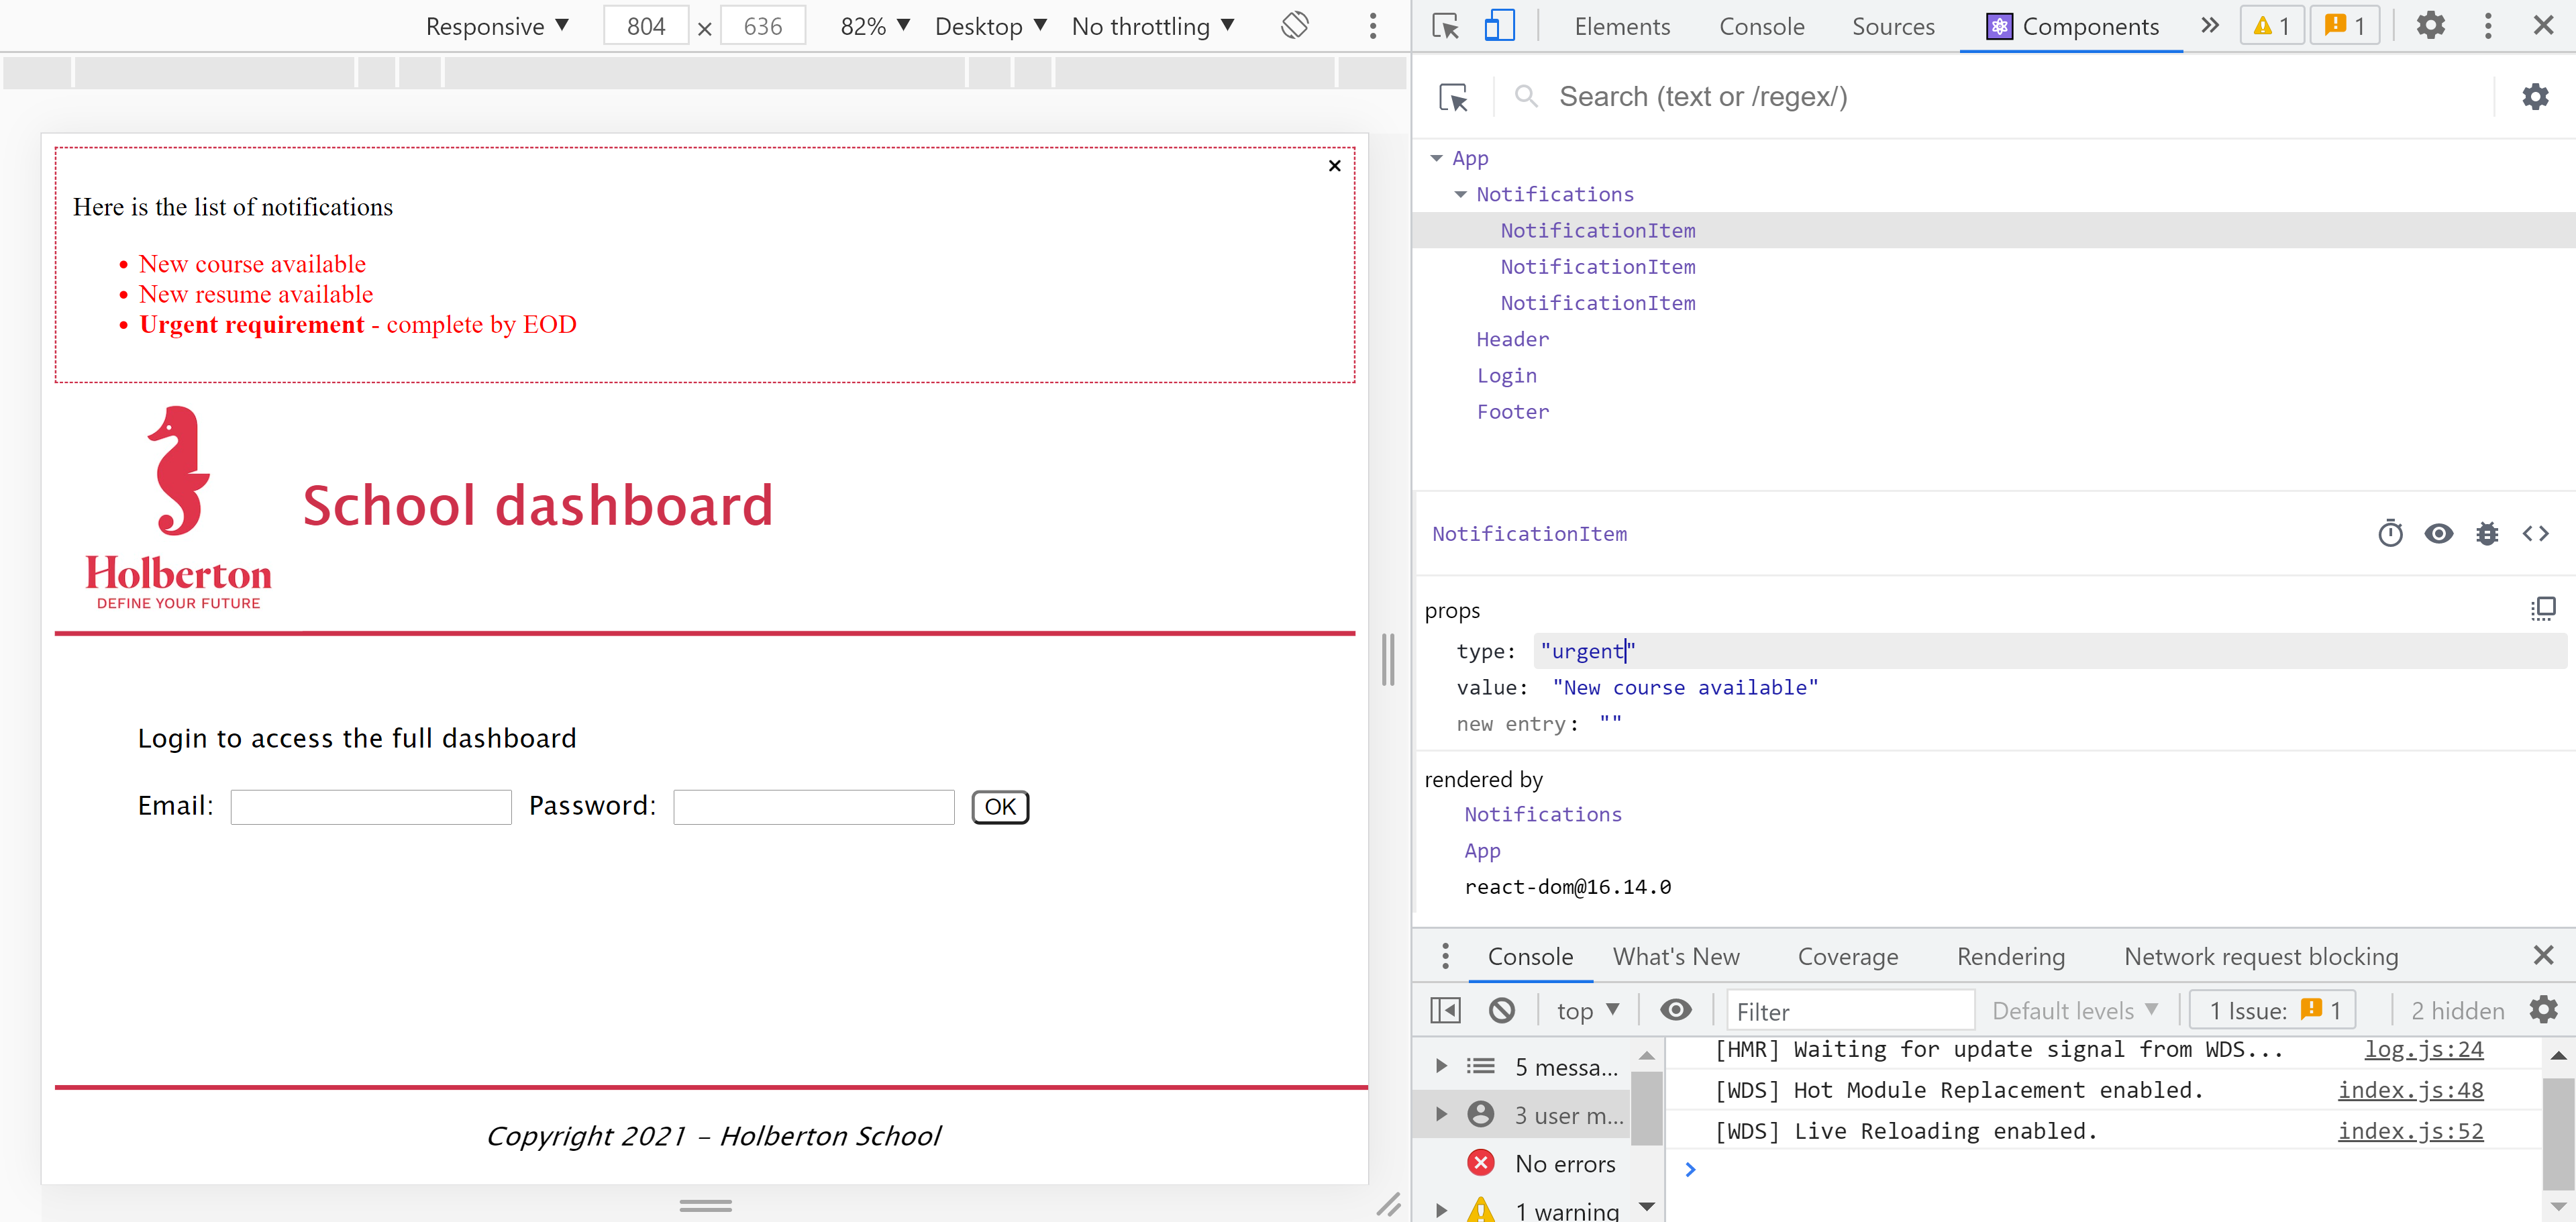 Responsive ▼ 804 × 636 82% ▼ Desktop ▼ No throttling ▼
Elements Console Sources Components » 1 1
Search (text or /regex/)
×
Here is the list of notifications
• New course available
• New resume available
• Urgent requirement - complete by EOD
School dashboard
Holberton
DEFINE YOUR FUTURE
Login to access the full dashboard
Email: Password: OK
Copyright 2021 – Holberton School
App
Notifications
NotificationItem
NotificationItem
NotificationItem
Header
Login
Footer
NotificationItem
props
type: "urgent"
value: "New course available"
new entry: ""
rendered by
Notifications
App
react-dom@16.14.0
Console What's New Coverage Rendering Network request blocking
top ▼ Filter Default levels ▼ 1 Issue: 1 2 hidden
5 messa...
3 user m...
No errors
1 warning
[HMR] Waiting for update signal from WDS... log.js:24
[WDS] Hot Module Replacement enabled. index.js:48
[WDS] Live Reloading enabled. index.js:52
>